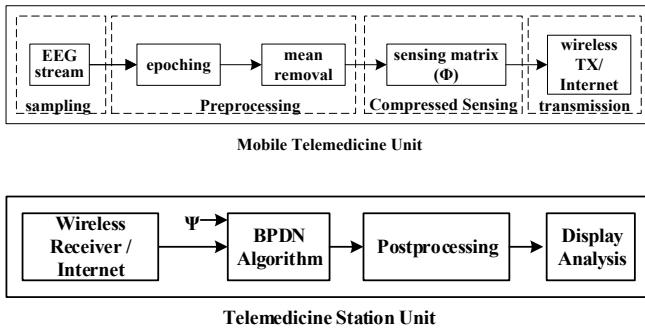 EEG
stream
epoching
mean
removal
sensing matrix
(Φ)
wireless
TX/
Internet
sampling
Preprocessing
Compressed Sensing
transmission
Mobile Telemedicine Unit
Wireless
Receiver /
Internet
Ψ
BPDN
Algorithm
Postprocessing
Display
Analysis
Telemedicine Station Unit